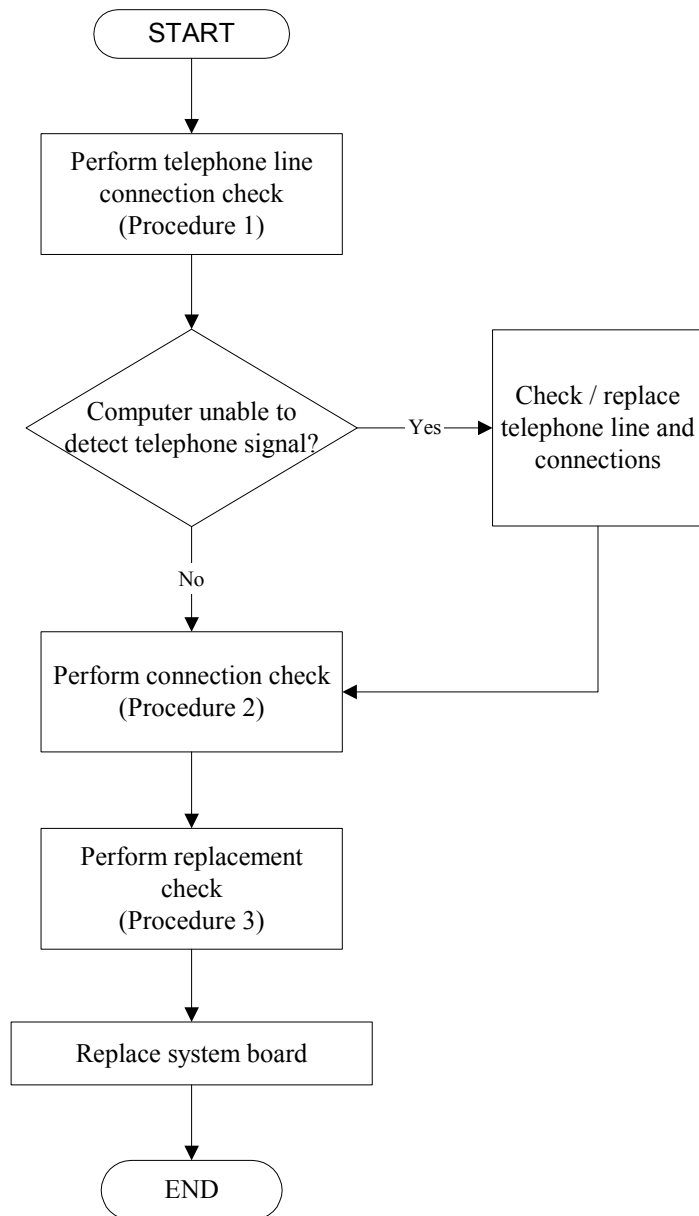 START
Perform telephone line
connection check
(Procedure 1)
Computer unable to
detect telephone signal?
Yes
Check / replace
telephone line and
connections
No
Perform connection check
(Procedure 2)
Perform replacement
check
(Procedure 3)
Replace system board
END